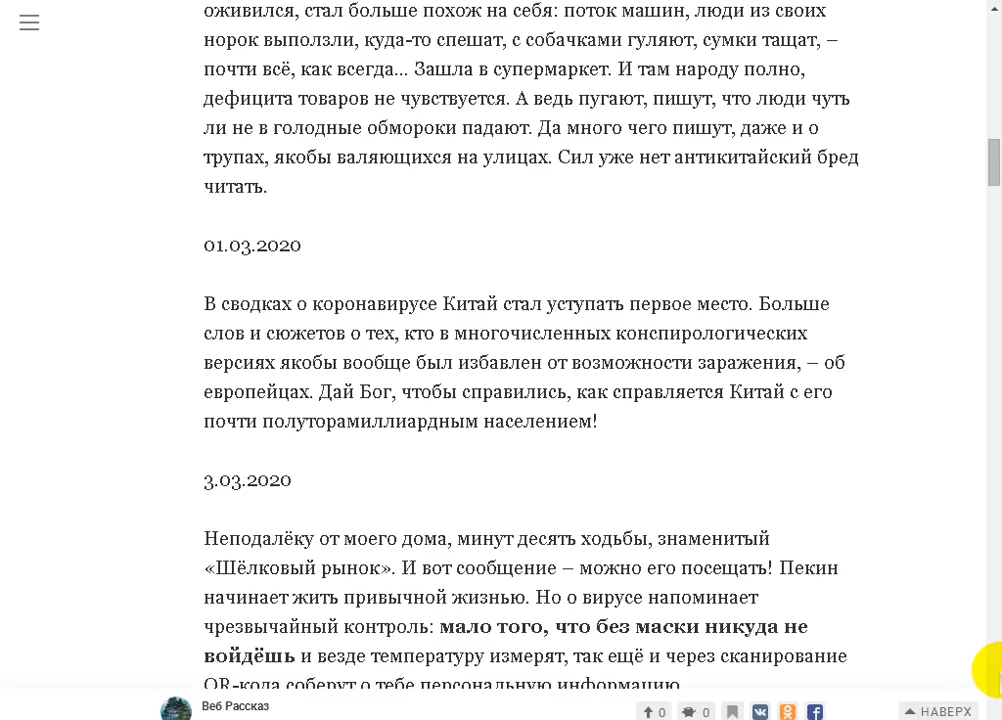 оживился, стал больше похож на себя: поток машин, люди из своих
норок выползли, куда-то спешат, с собачками гуляют, сумки тащат, –
почти всё, как всегда... Зашла в супермаркет. И там народу полно,
дефицита товаров не чувствуется. А ведь пугают, пишут, что люди чуть
ли не в голодные обмороки падают. Да много чего пишут, даже и о
трупах, якобы валяющихся на улицах. Сил уже нет антикитайский бред
читать.
01.03.2020
В сводках о коронавирусе Китай стал уступать первое место. Больше
слов и сюжетов о тех, кто в многочисленных конспирологических
версиях якобы вообще был избавлен от возможности заражения, – об
европейцах. Дай Бог, чтобы справились, как справляется Китай с его
почти полуторамиллиардным населением!
3.03.2020
Неподалёку от моего дома, минут десять ходьбы, знаменитый
«Шёлковый рынок». И вот сообщение – можно его посещать! Пекин
начинает жить привычной жизнью. Но о вирусе напоминает
чрезвычайный контроль: мало того, что без маски никуда не
войдёшь и везде температуру измерят, так ещё и через сканирование
QR-кода соберут о тебе персональную информацию
Веб Рассказ
0
0
НАВЕРХ